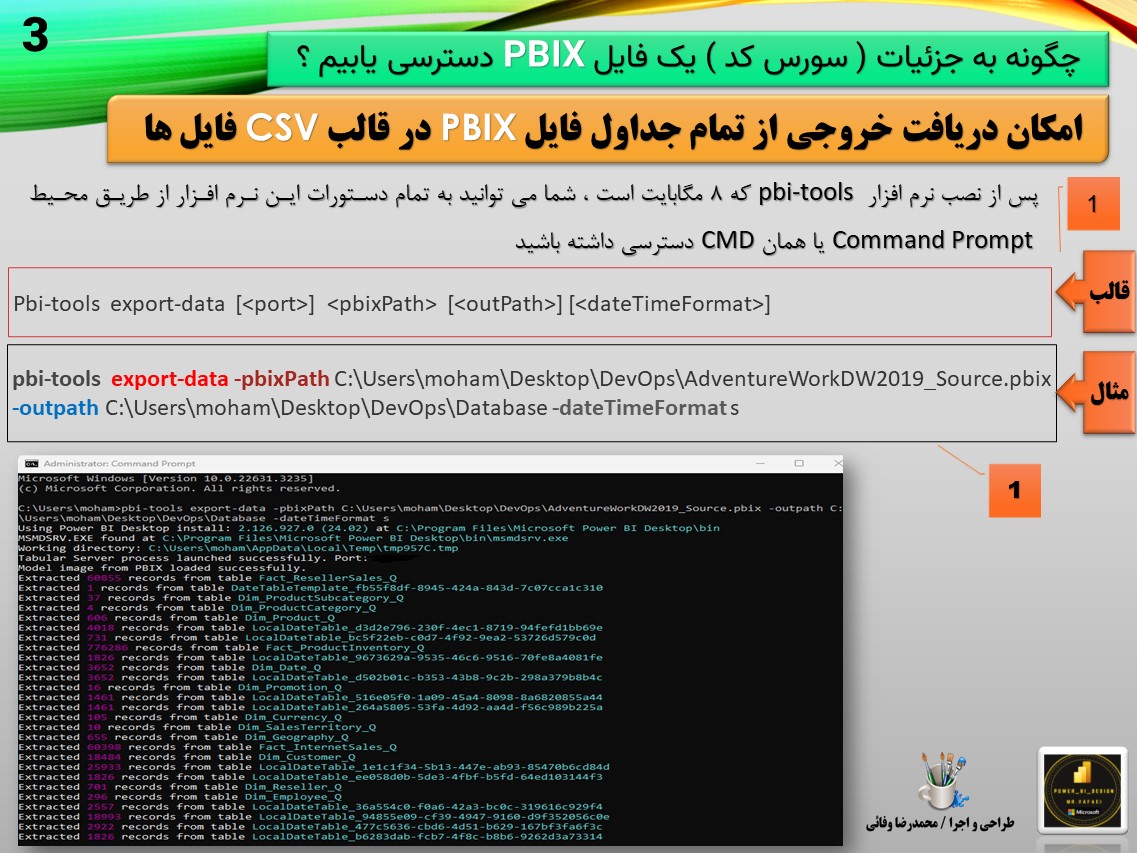 3
چگونه به جزئیات ( سورس کد ) یک فایل PBIX دسترسی یابیم ؟
امکان دریافت خروجی از تمام جداول فایل PBIX در قالب CSV فایل ها
1
پس از نصب نرم افزار pbi-tools که ۸ مگابایت است ، شما می توانید به تمام دستورات این نرم افزار از طریق محیط
Command Prompt یا همان CMD دسترسی داشته باشید
قالب
Pbi-tools export-data [<port>] <pbixPath> [<outPath>] [<dateTimeFormat>]
مثال
pbi-tools export-data -pbixPath C:\Users\moham\Desktop\DevOps\AdventureWorkDW2019_Source.pbix
-outpath C:\Users\moham\Desktop\DevOps\Database -dateTimeFormat s
1
Administrator: Command Prompt
Microsoft Windows [Version 10.0.22631.3235]
(c) Microsoft Corporation. All rights reserved.
C:\Users\moham>pbi-tools export-data -pbixPath C:\Users\moham\Desktop\DevOps\AdventureWorkDW2019_Source.pbix -outpath C:
\Users\moham\Desktop\DevOps\Database -dateTimeFormat s
Using Power BI Desktop install: 2.126.927.0 (24.02) at C:\Program Files\Microsoft Power BI Desktop\bin
MSMDSRV.EXE found at C:\Program Files\Microsoft Power BI Desktop\bin\msmdsrv.exe
Working directory: C:\Users\moham\AppData\Local\Temp\tmp957C.tmp
Tabular Server process launched successfully. Port:
Model image from PBIX loaded successfully.
Extracted 60855 records from table Fact_ResellerSales_Q
Extracted 1 records from table DateTableTemplate_fb55f8df-8945-424a-843d-7c07cca1c310
Extracted 37 records from table Dim_ProductSubcategory_Q
Extracted 4 records from table Dim_ProductCategory_Q
Extracted 606 records from table Dim_Product_Q
Extracted 4018 records from table LocalDateTable_d3d2e796-230f-4ec1-8719-94fefd1bb69e
Extracted 731 records from table LocalDateTable_bc5f22eb-c0d7-4f92-9ea2-53726d579c0d
Extracted 776286 records from table Fact_ProductInventory_Q
Extracted 1826 records from table LocalDateTable_9673629a-9535-46c6-9516-70fe8a4081fe
Extracted 3652 records from table Dim_Date_Q
Extracted 3652 records from table LocalDateTable_d502b01c-b353-43b8-9c2b-298a379b8b4c
Extracted 16 records from table Dim_Promotion_Q
Extracted 1461 records from table LocalDateTable_516e05f0-1a09-45a4-8098-8a6820855a44
Extracted 1461 records from table LocalDateTable_264a5805-53fa-4d92-aa4d-f56c989b225a
Extracted 105 records from table Dim_Currency_Q
Extracted 10 records from table Dim_SalesTerritory_Q
Extracted 655 records from table Dim_Geography_Q
Extracted 60398 records from table Fact_InternetSales_Q
Extracted 18484 records from table Dim_Customer_Q
Extracted 25933 records from table LocalDateTable_1e1c1f34-5b13-447e-ab93-85470b6cd84d
Extracted 1826 records from table LocalDateTable_ee058d0b-5de3-4fbf-b5fd-64ed103144f3
Extracted 701 records from table Dim_Reseller_Q
Extracted 296 records from table Dim_Employee_Q
Extracted 2557 records from table LocalDateTable_36a554c0-f0a6-42a3-bc0c-319616c929f4
Extracted 18993 records from table LocalDateTable_94855e09-cf39-4947-9160-d9f352056c0e
Extracted 2922 records from table LocalDateTable_477c5636-cbd6-4d51-b629-167bf3fa6f3c
Extracted 1826 records from table LocalDateTable_b6283dab-fcb7-4f8c-b8b6-9262d3a73314
طراحی و اجرا / محمدرضا وفائی
POWER_BI_DESIGN
Microsoft